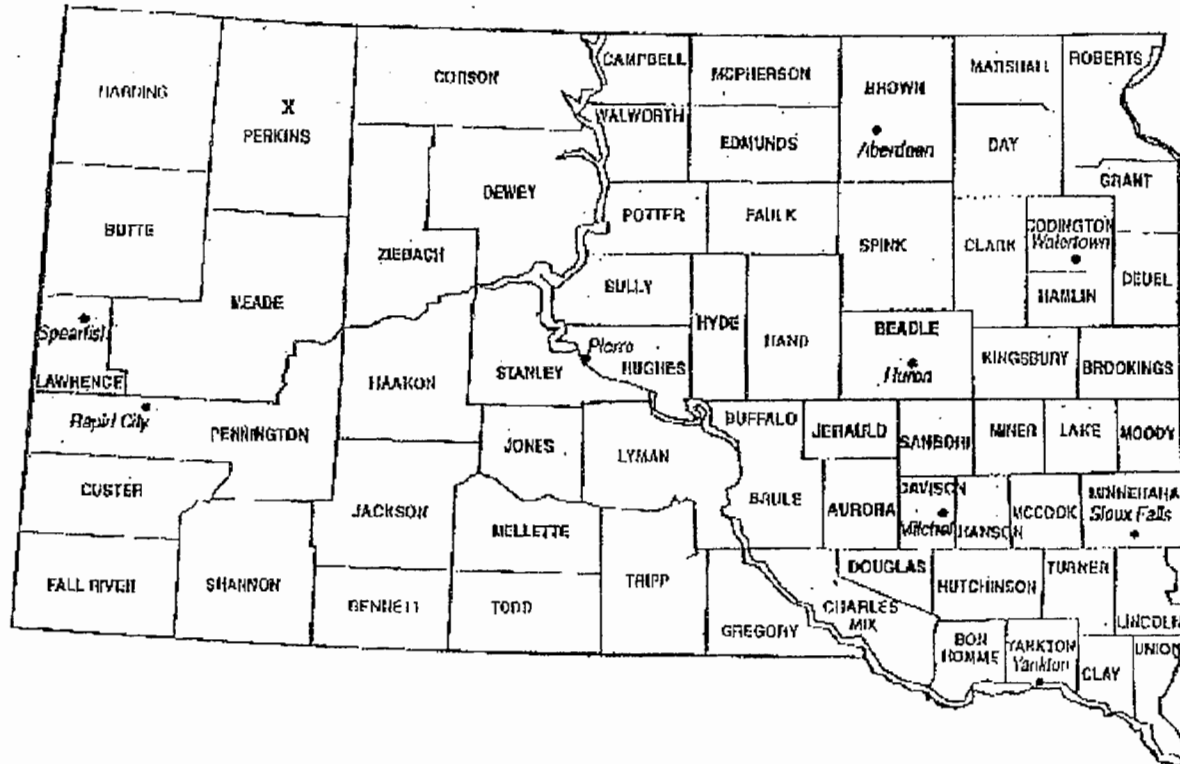 HARDING
X
PERKINS
CORSON
CAMPBELL
MCPHERSON
BROWN
MARSHALL
ROBERTS
WALWORTH
EDMUNDS
Aberdeen
DAY
GRANT
BUTTE
DEWEY
ZIEBACH
POTTER
FAULK
SPINK
CLARK
CODINGTON
Watertown
DEUEL
HAMLIN
MEADE
SULLY
HYDE
HAND
BEADLE
Huron
KINGSBURY
BROOKINGS
Spearfish
LAWRENCE
HAAKON
STANLEY
Pierre
HUGHES
Rapid City
PENNINGTON
JONES
LYMAN
BUFFALO
JERAULD
SANBORN
MINER
LAKE
MOODY
CUSTER
JACKSON
MELLETTE
BRULE
AURORA
DAVISON
Mitchell
HANSON
MCCOOK
MINNEHAHA
Sioux Falls
FALL RIVER
SHANNON
BENNETT
TODD
TRIPP
GREGORY
CHARLES
MIX
DOUGLAS
HUTCHINSON
TURNER
LINCOLN
BON
HOMME
YANKTON
Yankton
CLAY
UNION